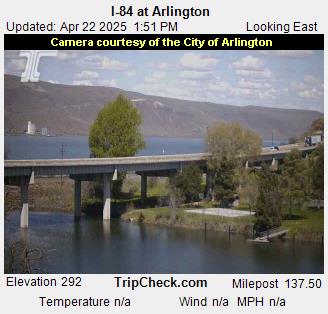 I-84 at Arlington
Updated: Apr 22 2025 1:51 PM Looking East
Camera courtesy of the City of Arlington
Elevation 292 TripCheck.com Milepost 137.50
Temperature n/a Wind n/a MPH n/a